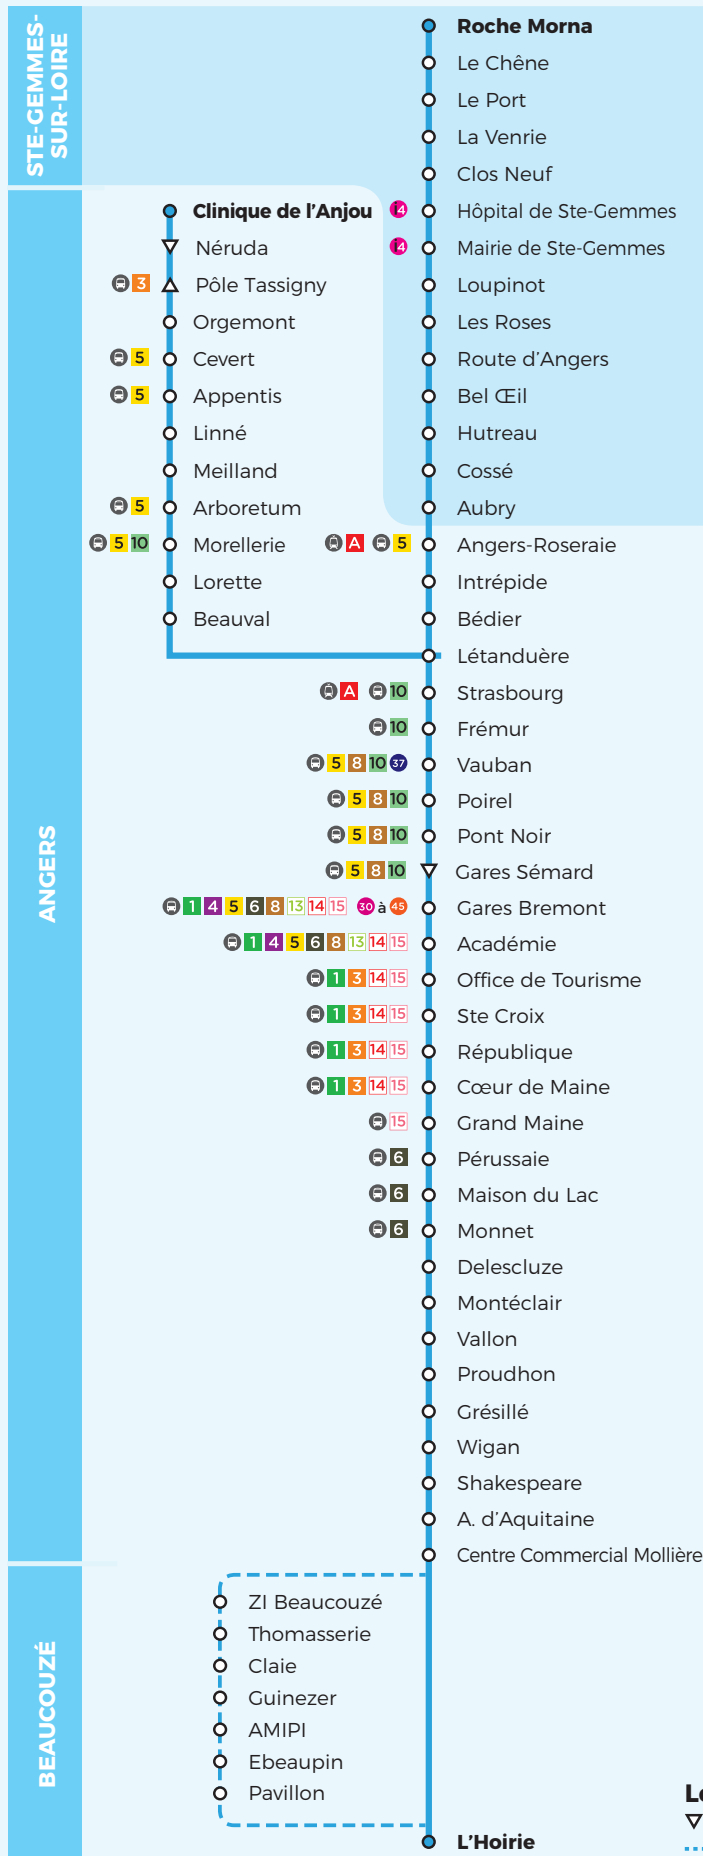 STE-GEMMES-
SUR-LOIRE
Roche Morna
Le Chêne
Le Port
La Venrie
Clos Neuf
i4 Hôpital de Ste-Gemmes
i4 Mairie de Ste-Gemmes
Loupinot
Les Roses
Route d'Angers
Bel Œil
Hutreau
Cossé
Aubry
ANGERS
Clinique de l'Anjou
Néruda
3 Pôle Tassigny
Orgemont
5 Cevert
5 Appentis
Linné
Meilland
5 Arboretum
5 10 Morellerie
Lorette
Beauval
A 5 Angers-Roseraie
Intrépide
Bédier
Létanduère
A 10 Strasbourg
10 Frémur
5 8 10 37 Vauban
5 8 10 Poirel
5 8 10 Pont Noir
5 8 10 Gares Sémard
1 4 5 6 8 13 14 15 30 à 45 Gares Bremont
1 4 5 6 8 13 14 15 Académie
1 3 14 15 Office de Tourisme
1 3 14 15 Ste Croix
1 3 14 15 République
1 3 14 15 Cœur de Maine
15 Grand Maine
6 Pérussaie
6 Maison du Lac
6 Monnet
Delescluze
Montéclair
Vallon
Proudhon
Grésillé
Wigan
Shakespeare
A. d'Aquitaine
Centre Commercial Mollière
BEAUCOUZÉ
ZI Beaucouzé
Thomasserie
Claie
Guinezer
AMIPI
Ebeaupin
Pavillon
L'Hoirie